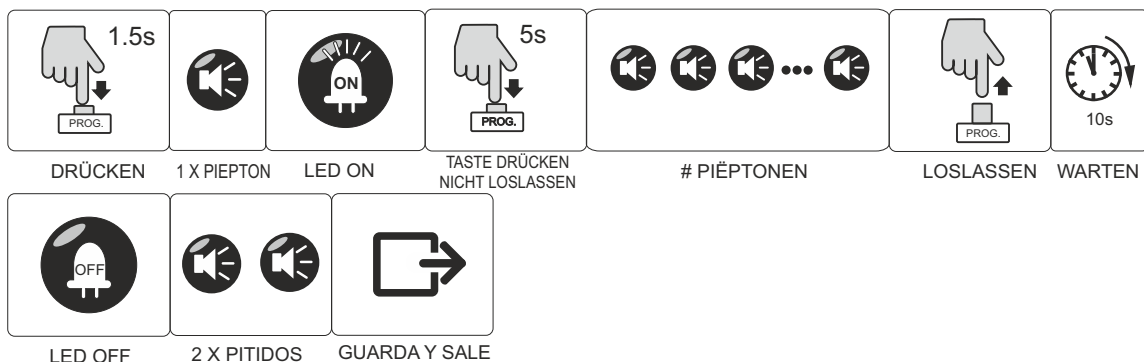 1.5s
PROG.
ON
5s
PROG.
PROG.
10s
DRÜCKEN
1 X PIEPTON
LED ON
TASTE DRÜCKEN
NICHT LOSLASSEN
# PIËPTONEN
LOSLASSEN
WARTEN
OFF
LED OFF
2 X PITIDOS
GUARDA Y SALE